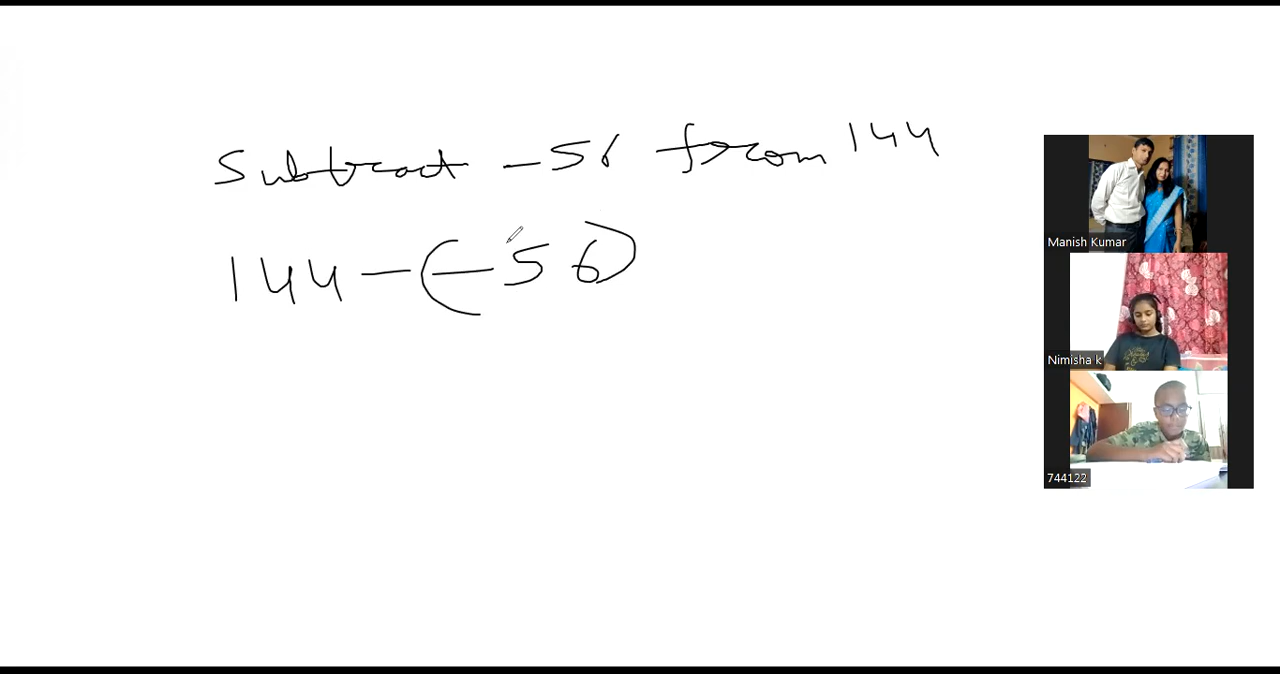 Subtract -56 from 144
144-(-56)
Manish Kumar
Nimisha k
744122